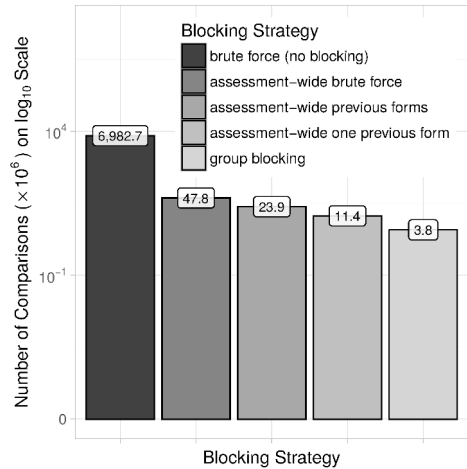 Blocking Strategy
brute force (no blocking)
assessment−wide brute force
assessment−wide previous forms
assessment−wide one previous form
group blocking
Number of Comparisons (×10⁶) on log₁₀ Scale
10⁴
10⁻¹
0
6,982.7
47.8
23.9
11.4
3.8
Blocking Strategy